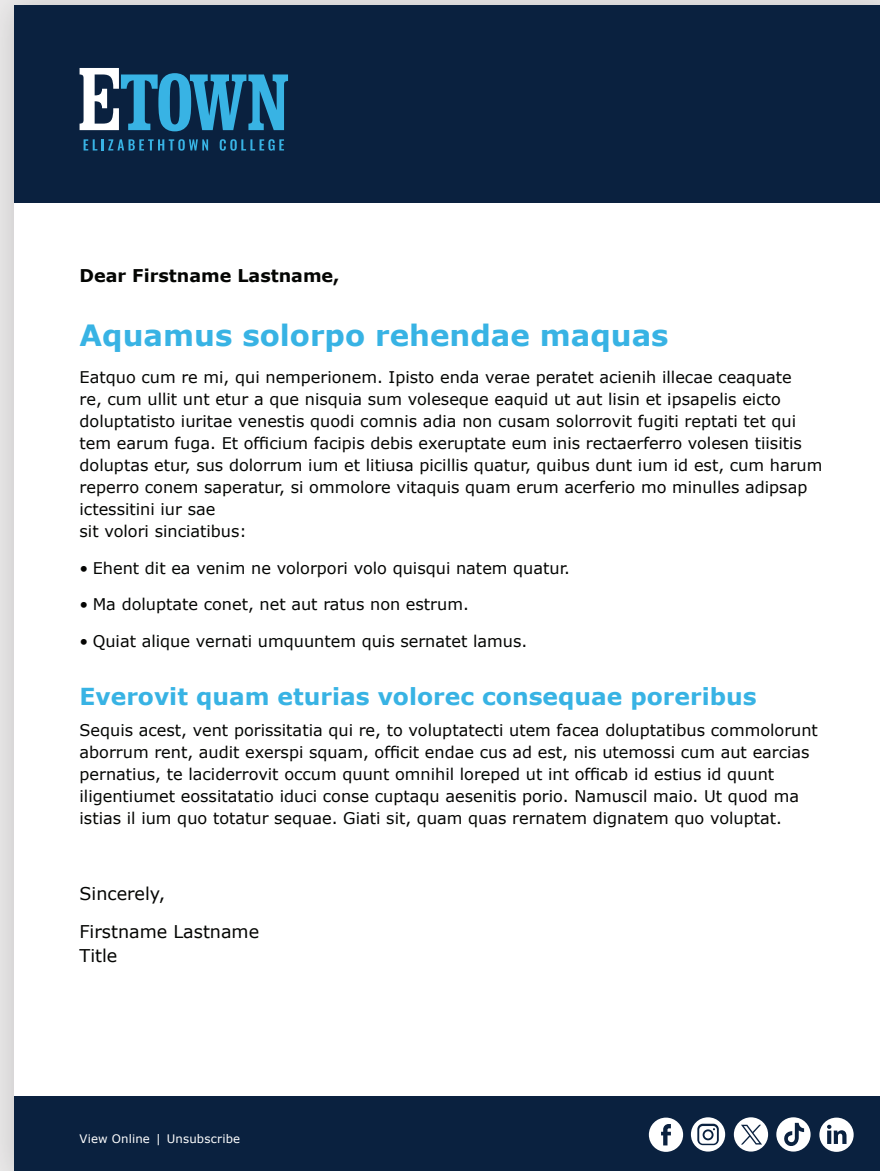 ETOWN
ELIZABETHTOWN COLLEGE
Dear Firstname Lastname,
Aquamus solorpo rehendae maquas
Eatquo cum re mi, qui nemperionem. Ipisto enda verae peratet acienih illecae ceaquate
re, cum ullit unt etur a que nisquia sum voleseque eaquid ut aut lisin et ipsapelis eicto
doluptatisto iuritae venestis quodi comnis adia non cusam solorrovit fugiti reptati tet qui
tem earum fuga. Et officium facipis debis exeruptate eum inis rectaerferro volesen tiisitis
doluptas etur, sus dolorrum ium et litiusa picillis quatur, quibus dunt ium id est, cum harum
reperro conem saperatur, si ommolore vitaquis quam erum acerferio mo minulles adipsap
ictessitini iur sae
sit volori sinciatibus:
• Ehent dit ea venim ne volorpori volo quisqui natem quatur.
• Ma doluptate conet, net aut ratus non estrum.
• Quiat alique vernati umquuntem quis sernatet lamus.
Everovit quam eturias volorec consequae poreribus
Sequis acest, vent porissitatia qui re, to voluptatecti utem facea doluptatibus commolorunt
aborrum rent, audit exerspi squam, officit endae cus ad est, nis utemossi cum aut earcias
pernatius, te laciderrovit occum quunt omnihil loreped ut int officab id estius id quunt
iligentiumet eossitatatio iduci conse cuptaqu aesenitis porio. Namuscil maio. Ut quod ma
istias il ium quo totatur sequae. Giati sit, quam quas rernatem dignatem quo voluptat.
Sincerely,
Firstname Lastname
Title
View Online | Unsubscribe